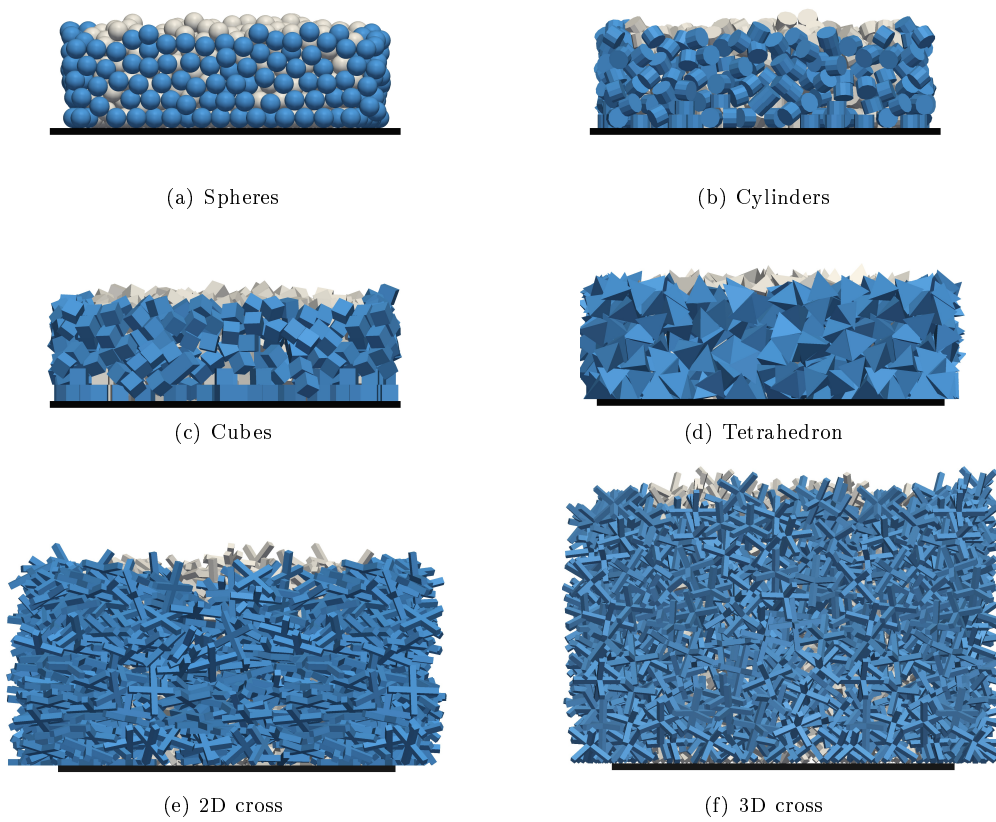 (a) Spheres
(b) Cylinders
(c) Cubes
(d) Tetrahedron
(e) 2D cross
(f) 3D cross